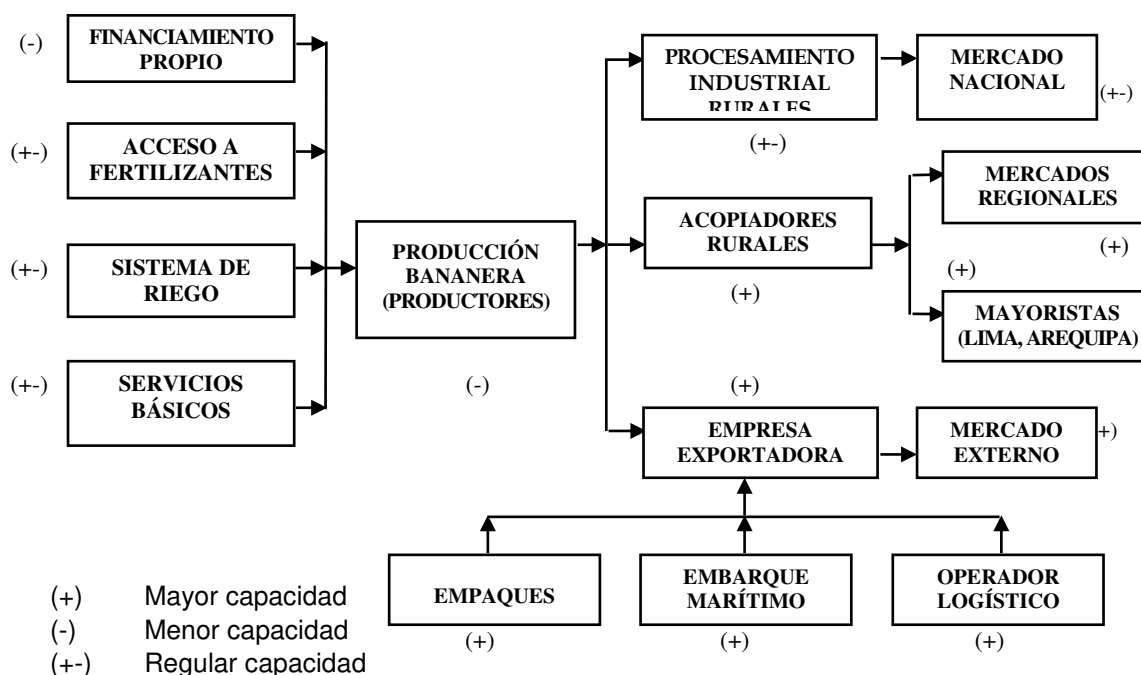 (-)
FINANCIAMIENTO
PROPIO
(+-)
ACCESO A
FERTILIZANTES
(+-)
SISTEMA DE
RIEGO
(+-)
SERVICIOS
BÁSICOS
PRODUCCIÓN
BANANERA
(PRODUCTORES)
(-)
PROCESAMIENTO
INDUSTRIAL
RURALES
(+-)
MERCADO
NACIONAL
(+-)
ACOPIADORES
RURALES
(+)
MERCADOS
REGIONALES
(+)
(+)
MAYORISTAS
(LIMA, AREQUIPA)
(+)
EMPRESA
EXPORTADORA
MERCADO
EXTERNO
+)
EMPAQUES
(+)
EMBARQUE
MARÍTIMO
(+)
OPERADOR
LOGÍSTICO
(+)
(+) Mayor capacidad
(-) Menor capacidad
(+-) Regular capacidad